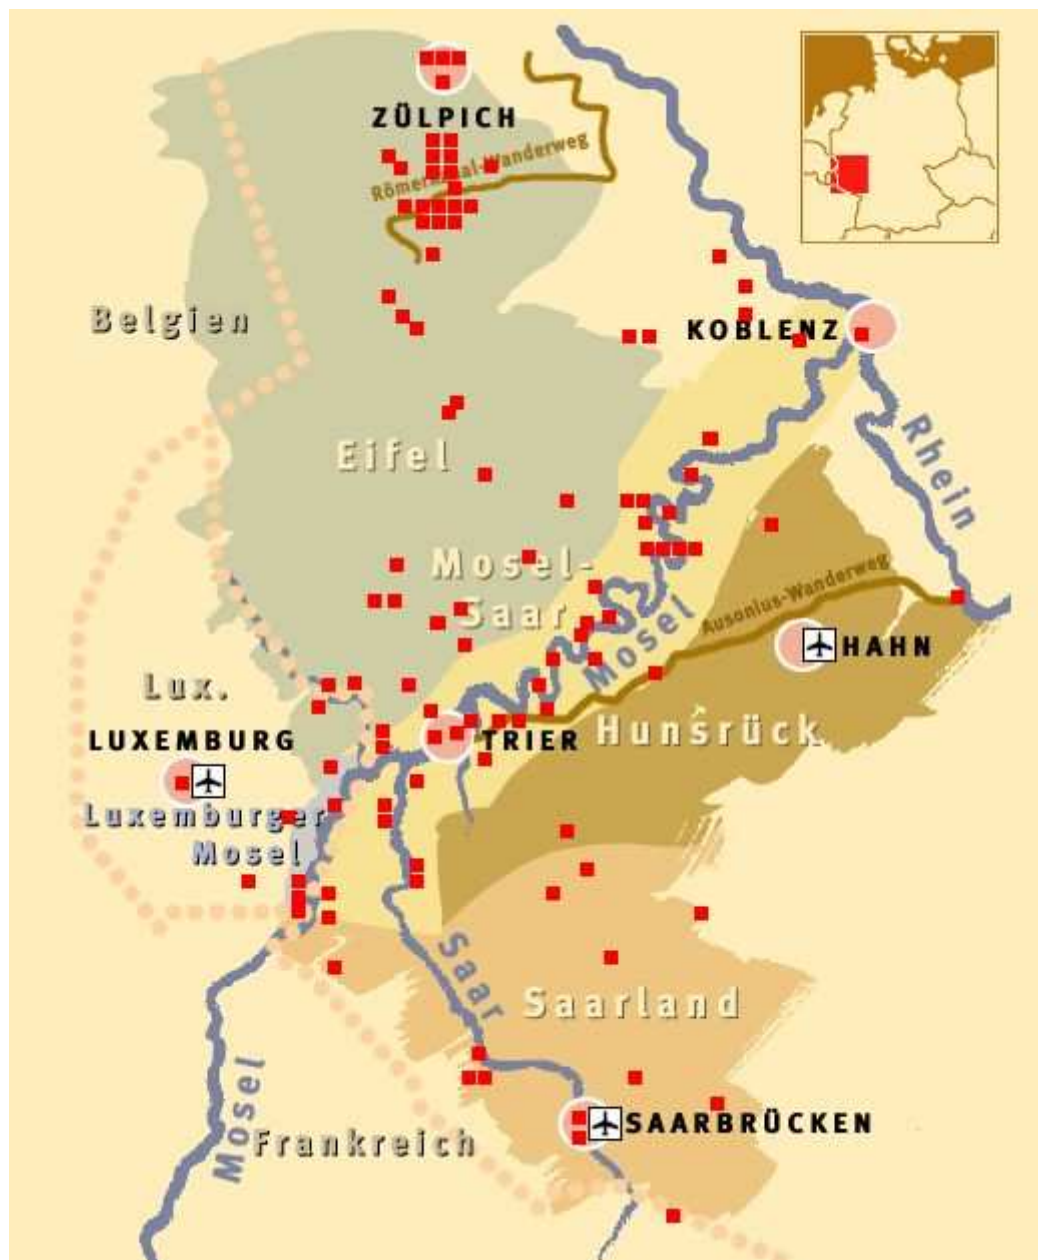 ZÜLPICH
Römerkanal-Wanderweg
Belgien
KOBLENZ
Rhein
Eifel
Mosel-
Saar
Mosel
Ausonius-Wanderweg
HAHN
Lux.
LUXEMBURG
TRIER
Hunsrück
Luxemburger
Mosel
Saar
Saarland
Mosel
Frankreich
SAARBRÜCKEN